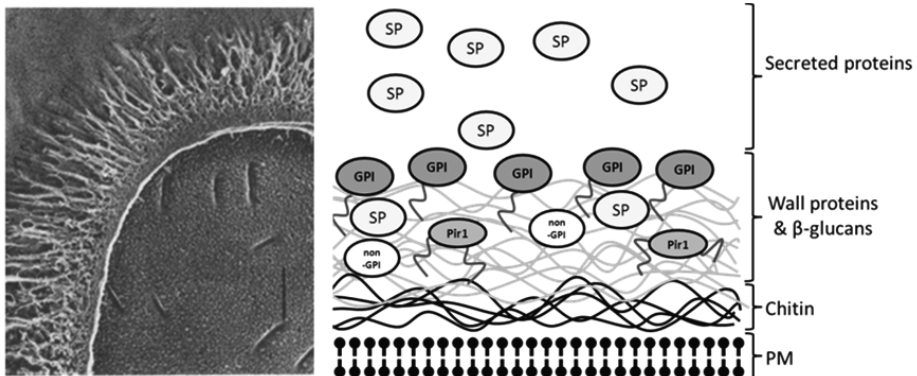 SP
SP
SP
Secreted proteins
SP
SP
SP
GPI
GPI
GPI
GPI
GPI
SP
SP
Wall proteins
& β-glucans
non
-GPI
Pir1
Pir1
non
-GPI
Chitin
PM